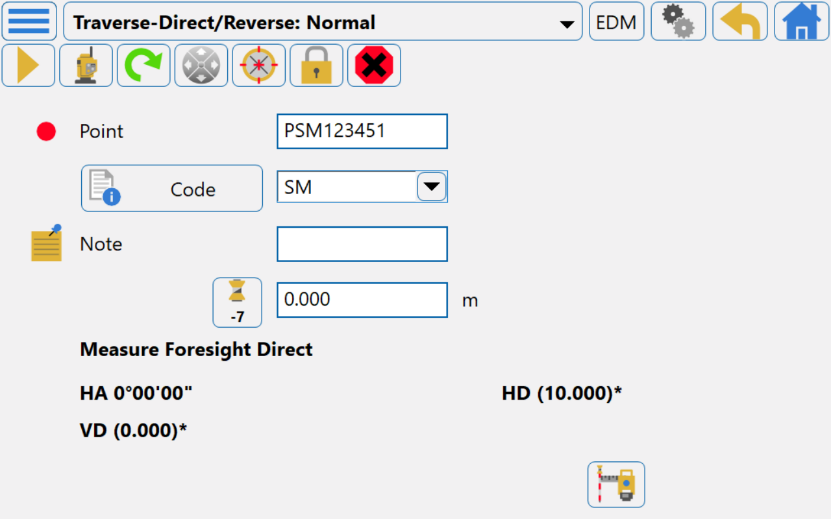 Traverse-Direct/Reverse: Normal
EDM
Point
PSM123451
Code
SM
Note
-7
0.000
m
Measure Foresight Direct
HA 0°00'00"
HD (10.000)*
VD (0.000)*